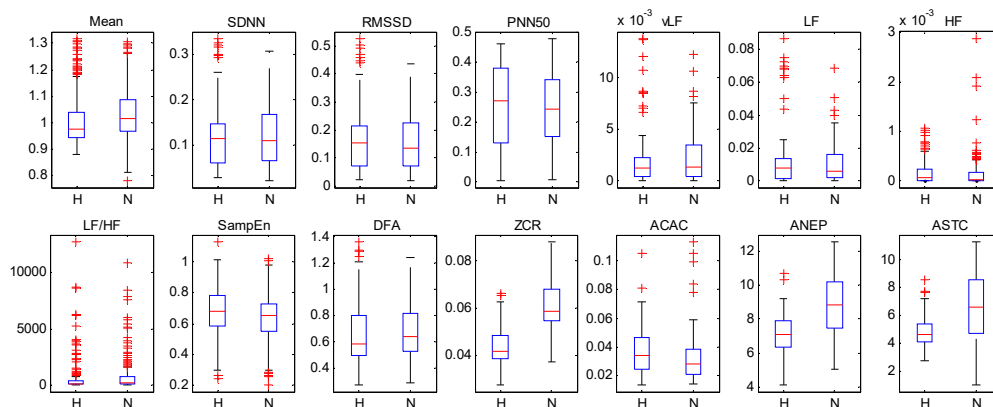 Mean SDNN RMSSD PNN50 x 10⁻³ vLF LF x 10⁻³ HF
1.3 0.3 0.5 0.5 10 0.08 3
1.2 0.4 0.4 0.06 2
1.1 0.2 0.3 0.3 5 0.04
1 0.2 0.2 0.02 1
0.9 0.1 0.1 0.1
0.8 0 0 0 0 0
H N H N H N H N H N H N H N
LF/HF SampEn DFA ZCR ACAC ANEP ASTC
10000 1 1.4 0.08 0.1 12 10
0.8 1.2 0.08 10 8
5000 0.6 1 0.06 0.06 8 6
0.4 0.8 0.04 0.04 6 4
0 0.2 0.6 0.02 4 2
0.4
0.2
H N H N H N H N H N H N H N